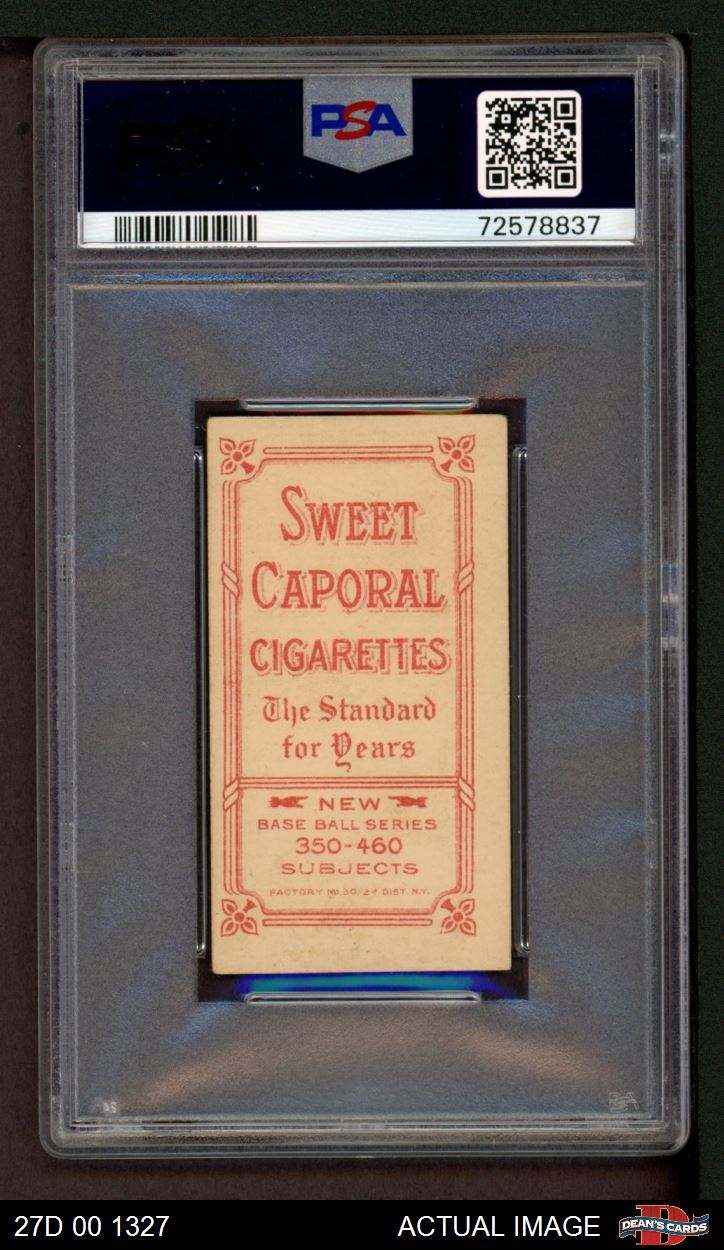 PSA
PSA
72578837
SWEET
CAPORAL
CIGARETTES
The Standard
for Years
NEW
BASE BALL SERIES
350-460
SUBJECTS
FACTORY No. 30, 2d DIST. N.Y.
27D 00 1327
ACTUAL IMAGE
DEAN'S CARDS